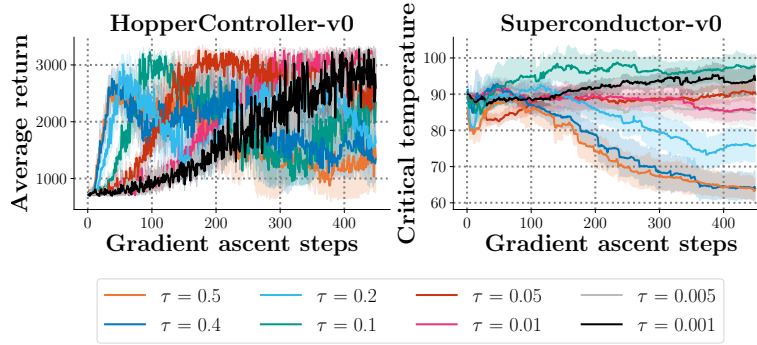 HopperController-v0
Average return
3000
2000
1000
0
100
200
300
400
Gradient ascent steps
Superconductor-v0
Critical temperature
100
90
80
70
60
0
100
200
300
400
Gradient ascent steps
τ = 0.5
τ = 0.2
τ = 0.05
τ = 0.005
τ = 0.4
τ = 0.1
τ = 0.01
τ = 0.001